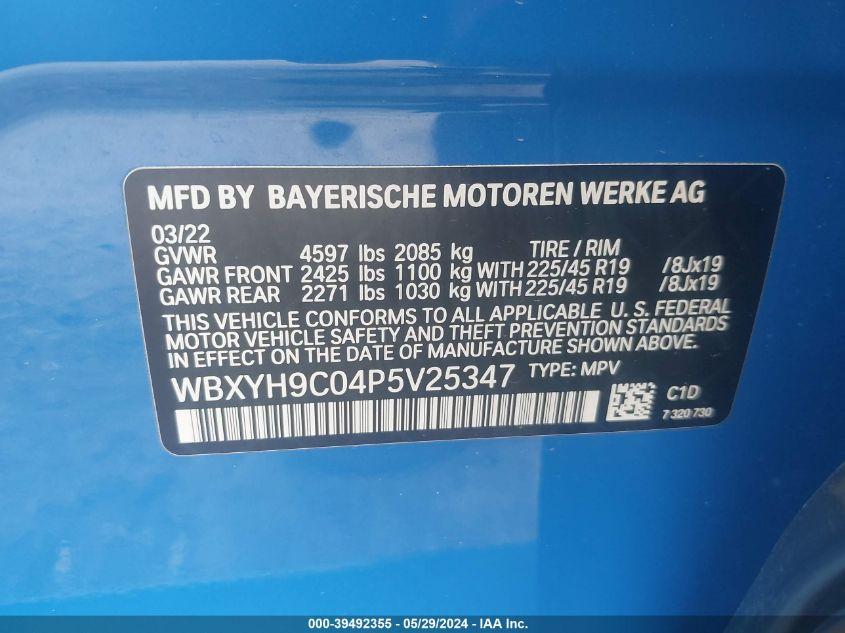 MFD BY BAYERISCHE MOTOREN WERKE AG
03/22
GVWR 4597 lbs 2085 kg TIRE / RIM
GAWR FRONT 2425 lbs 1100 kg WITH 225/45 R19 /8Jx19
GAWR REAR 2271 lbs 1030 kg WITH 225/45 R19 /8Jx19
THIS VEHICLE CONFORMS TO ALL APPLICABLE U. S. FEDERAL
MOTOR VEHICLE SAFETY AND THEFT PREVENTION STANDARDS
IN EFFECT ON THE DATE OF MANUFACTURE SHOWN ABOVE.
WBXYH9C04P5V25347 TYPE: MPV
C1D
7 320 730
000-39492355 - 05/29/2024 - IAA Inc.